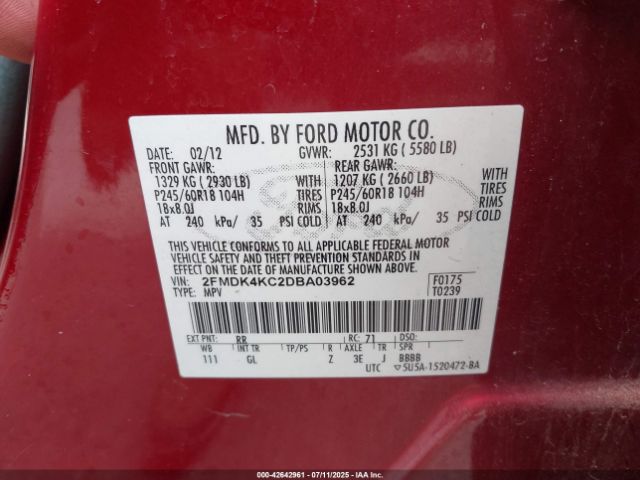 MFD. BY FORD MOTOR CO.
DATE: 02/12 GVWR: 2531 KG ( 5580 LB)
FRONT GAWR: REAR GAWR:
1329 KG ( 2930 LB) WITH 1207 KG ( 2660 LB) WITH
P245/60R18 104H TIRES P245/60R18 104H TIRES
18x8.0J RIMS 18x8.0J RIMS
AT 240 kPa/ 35 PSI COLD AT 240 kPa/ 35 PSI COLD
THIS VEHICLE CONFORMS TO ALL APPLICABLE FEDERAL MOTOR
VEHICLE SAFETY AND THEFT PREVENTION STANDARDS IN EFFECT
ON THE DATE OF MANUFACTURE SHOWN ABOVE.
VIN: 2FMDK4KC2DBA03962 F0175
TYPE: MPV T0239
EXT PNT: RR RC: 71 DSO:
WB INT TR TP/PS R AXLE TR SPR
111 GL Z 3E J BBBB
UTC ▽5U5A-1520472-BA
000-42642961 - 07/11/2025 - IAA, Inc.